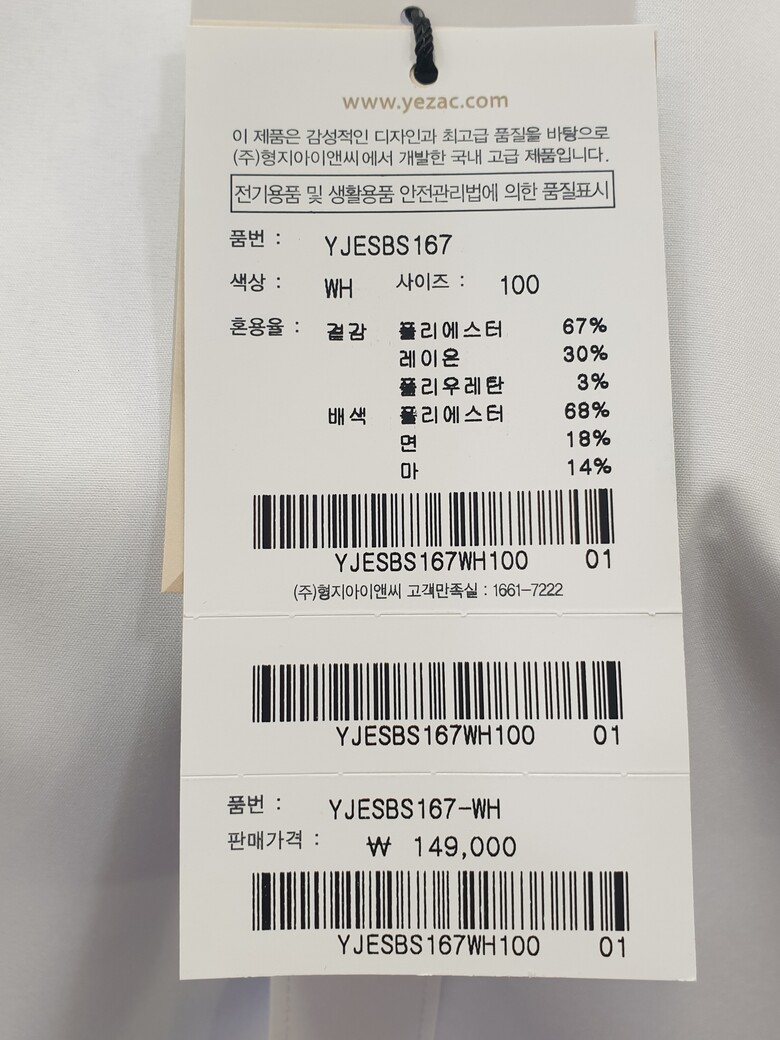 www.yezac.com
이 제품은 감성적인 디자인과 최고급 품질을 바탕으로
(주)형지아이앤씨에서 개발한 국내 고급 제품입니다.
전기용품 및 생활용품 안전관리법에 의한 품질표시
품번 : YJESBS167
색상 : WH 사이즈 : 100
혼용율 : 겉감 폴리에스터 67%
레이온 30%
폴리우레탄 3%
배색 폴리에스터 68%
면 18%
마 14%
YJESBS167WH100 01
(주)형지아이앤씨 고객만족실 : 1661-7222
YJESBS167WH100 01
품번 : YJESBS167-WH
판매가격 : ₩ 149,000
YJESBS167WH100 01